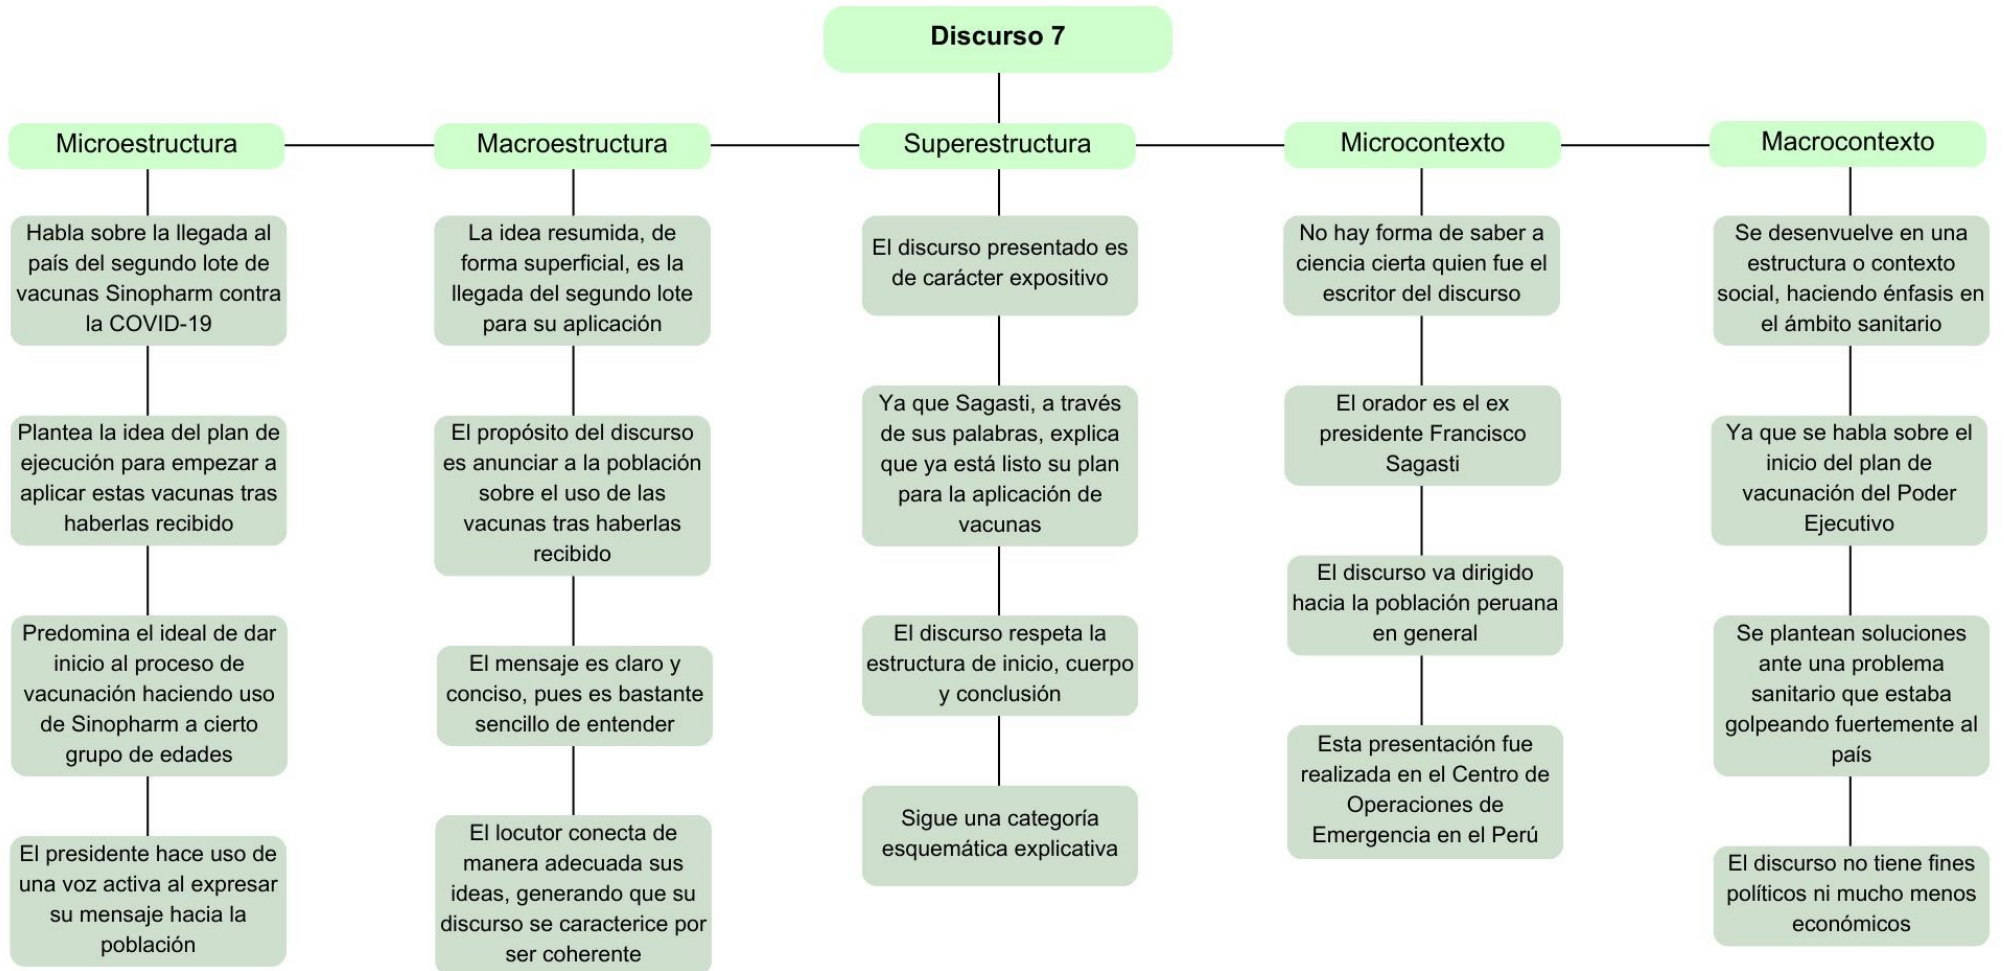 Discurso 7
Microestructura
Macroestructura
Superestructura
Microcontexto
Macrocontexto
Habla sobre la llegada al
país del segundo lote de
vacunas Sinopharm contra
la COVID-19
Plantea la idea del plan de
ejecución para empezar a
aplicar estas vacunas tras
haberlas recibido
Predomina el ideal de dar
inicio al proceso de
vacunación haciendo uso
de Sinopharm a cierto
grupo de edades
El presidente hace uso de
una voz activa al expresar
su mensaje hacia la
población
La idea resumida, de
forma superficial, es la
llegada del segundo lote
para su aplicación
El propósito del discurso
es anunciar a la población
sobre el uso de las
vacunas tras haberlas
recibido
El mensaje es claro y
conciso, pues es bastante
sencillo de entender
El locutor conecta de
manera adecuada sus
ideas, generando que su
discurso se caracterice por
ser coherente
El discurso presentado es
de carácter expositivo
Ya que Sagasti, a través
de sus palabras, explica
que ya está listo su plan
para la aplicación de
vacunas
El discurso respeta la
estructura de inicio, cuerpo
y conclusión
Sigue una categoría
esquemática explicativa
No hay forma de saber a
ciencia cierta quien fue el
escritor del discurso
El orador es el ex
presidente Francisco
Sagasti
El discurso va dirigido
hacia la población peruana
en general
Esta presentación fue
realizada en el Centro de
Operaciones de
Emergencia en el Perú
Se desenvuelve en una
estructura o contexto
social, haciendo énfasis en
el ámbito sanitario
Ya que se habla sobre el
inicio del plan de
vacunación del Poder
Ejecutivo
Se plantean soluciones
ante una problema
sanitario que estaba
golpeando fuertemente al
país
El discurso no tiene fines
políticos ni mucho menos
económicos